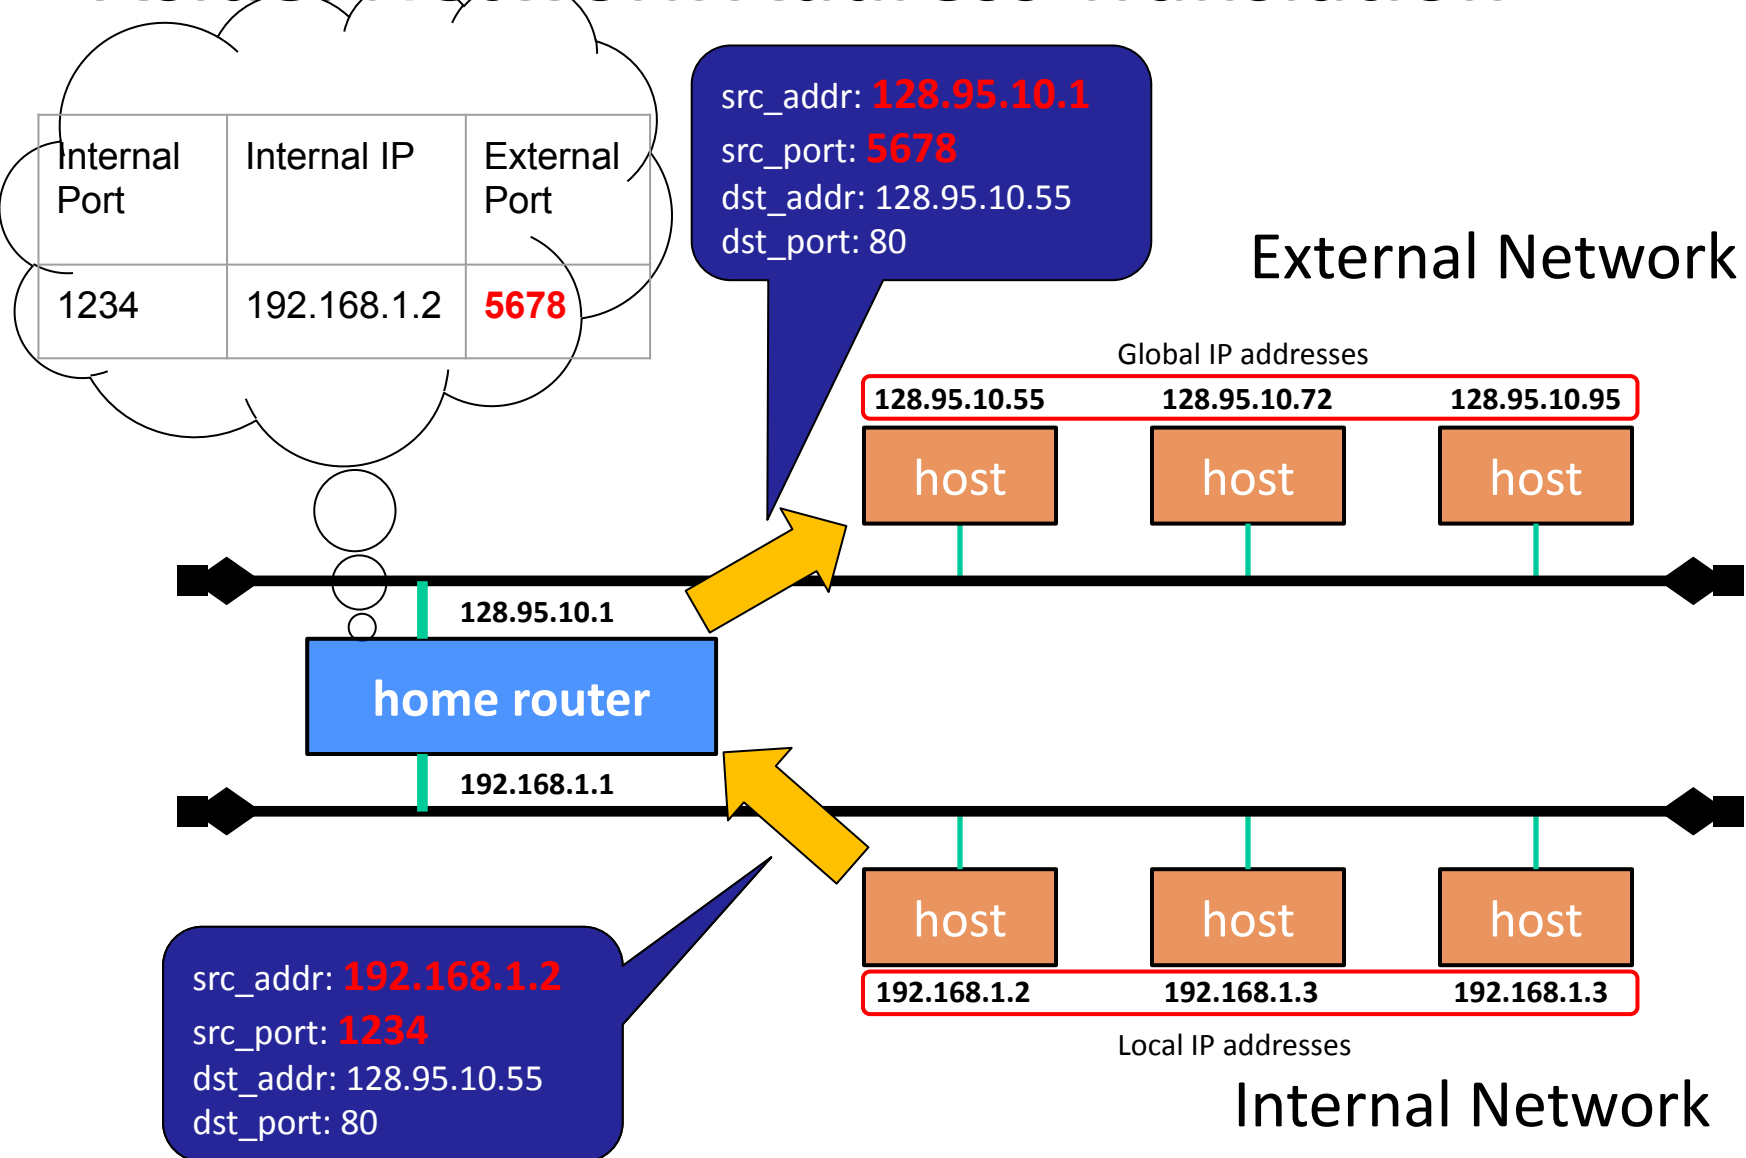 Internal Internal IP External
Port Port
1234 192.168.1.2 5678
src_addr: 128.95.10.1
src_port: 5678
dst_addr: 128.95.10.55
dst_port: 80
External Network
Global IP addresses
128.95.10.55 128.95.10.72 128.95.10.95
host host host
128.95.10.1
home router
192.168.1.1
host host host
192.168.1.2 192.168.1.3 192.168.1.3
Local IP addresses
Internal Network
src_addr: 192.168.1.2
src_port: 1234
dst_addr: 128.95.10.55
dst_port: 80